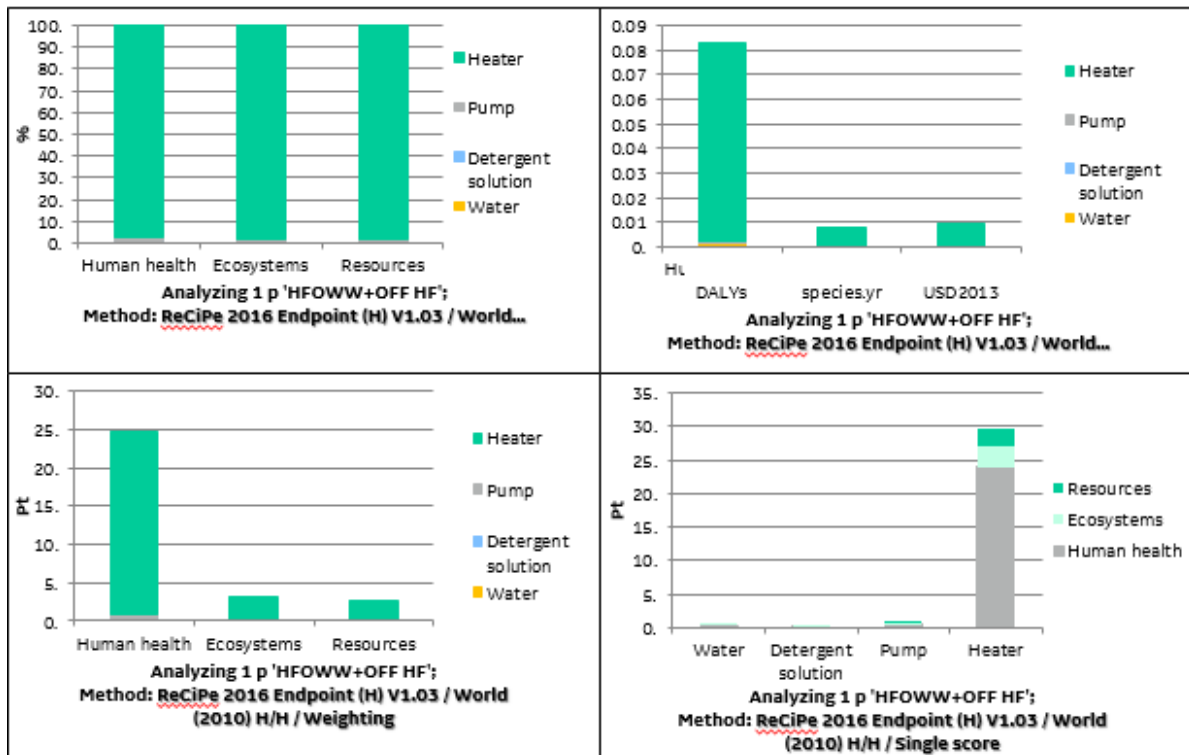 100.
90.
80.
70.
60.
50.
40.
30.
20.
10.
0.
%
Human health
Ecosystems
Resources
Heater
Pump
Detergent
solution
Water
Analyzing 1 p 'HFOWW+OFF HF';
Method: ReCiPe 2016 Endpoint (H) V1.03 / World...
0.09
0.08
0.07
0.06
0.05
0.04
0.03
0.02
0.01
0.
DALYs
species.yr
USD2013
Heater
Pump
Detergent
solution
Water
Analyzing 1 p 'HFOWW+OFF HF';
Method: ReCiPe 2016 Endpoint (H) V1.03 / World...
30.
25.
20.
15.
10.
5.
0.
Pt
Human health
Ecosystems
Resources
Heater
Pump
Detergent
solution
Water
Analyzing 1 p 'HFOWW+OFF HF';
Method: ReCiPe 2016 Endpoint (H) V1.03 / World
(2010) H/H / Weighting
35.
30.
25.
20.
15.
10.
5.
0.
Pt
Water
Detergent
solution
Pump
Heater
Resources
Ecosystems
Human health
Analyzing 1 p 'HFOWW+OFF HF';
Method: ReCiPe 2016 Endpoint (H) V1.03 / World
(2010) H/H / Single score